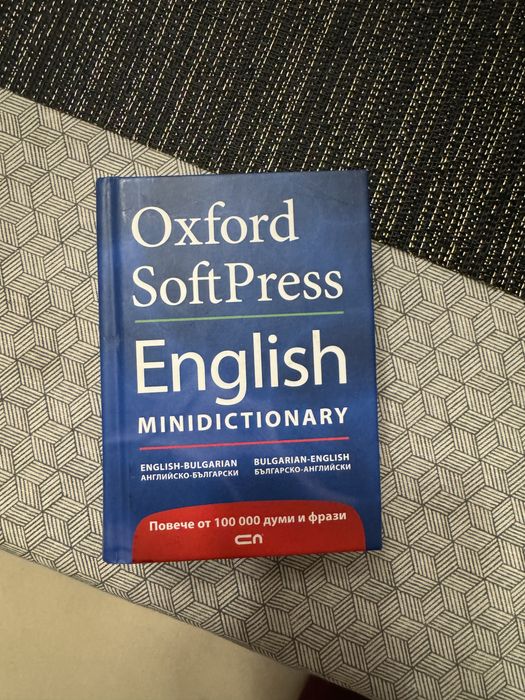 Oxford
SoftPress
English
MINIDICTIONARY
ENGLISH-BULGARIAN
АНГЛИЙСКО-БЪЛГАРСКИ
BULGARIAN-ENGLISH
БЪЛГАРСКО-АНГЛИЙСКИ
Повече от 100 000 думи и фрази